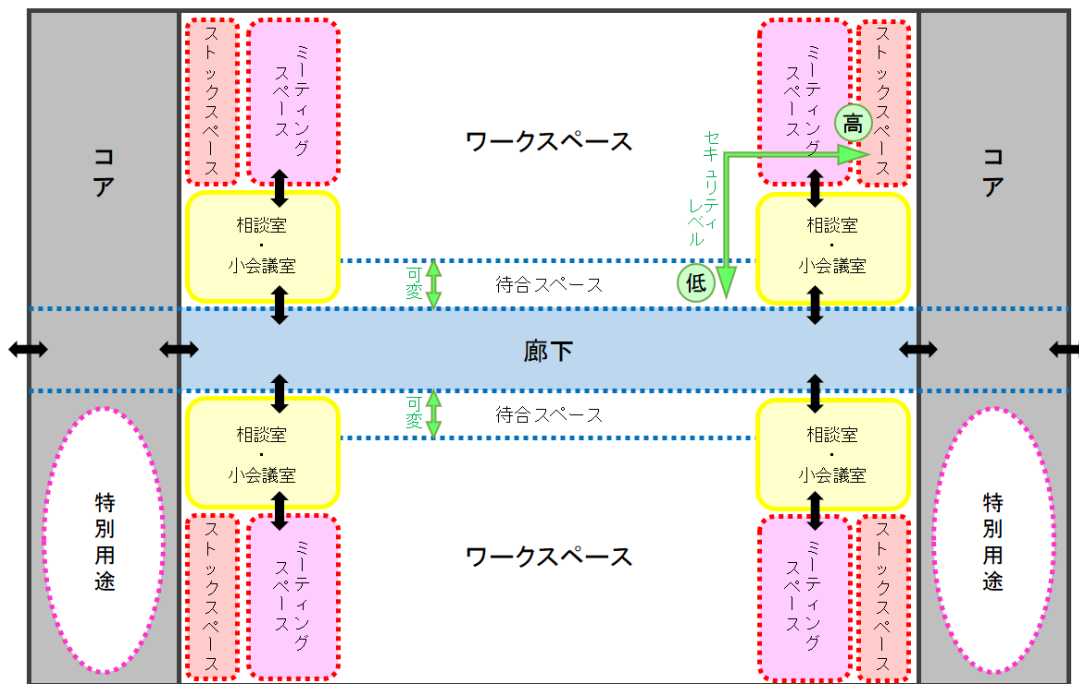 ストックスペース
ミーティング
スペース
ミーティング
スペース
ストックスペース
高
コア
ワークスペース
コア
セキュリティ
レベル
相談室
・
小会議室
相談室
・
小会議室
可変
待合スペース
低
廊下
可変
待合スペース
相談室
・
小会議室
相談室
・
小会議室
特別用途
特別用途
ストックスペース
ミーティング
スペース
ワークスペース
ミーティング
スペース
ストックスペース